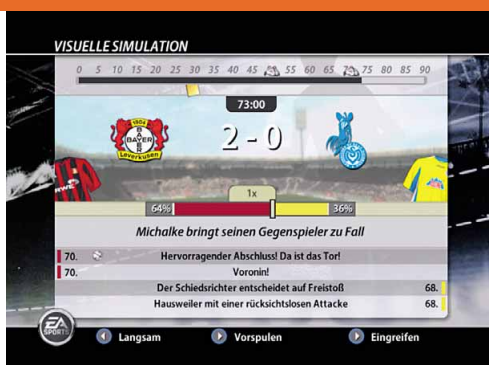 VISUELLE SIMULATION
0 5 10 15 20 25 30 35 40 45 55 60 65 75 80 85 90
73:00
1904
BAYER
BAYER
Leverkusen
2 - 0
1x
64% 36%
Michalke bringt seinen Gegenspieler zu Fall
70. Hervorragender Abschluss! Da ist das Tor!
70. Voronin!
Der Schiedsrichter entscheidet auf Freistoß 68.
Hausweiler mit einer rücksichtslosen Attacke 68.
EA
SPORTS
Langsam Vorspulen Eingreifen